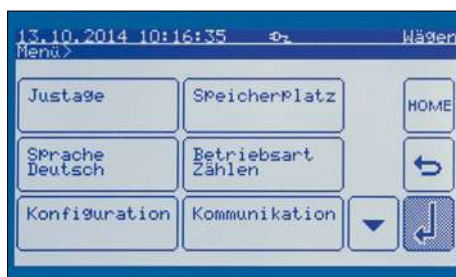 13.10.2014 10:16:35 Wägen
Menü>
Justage
Speicherplatz
HOME
Sprache
Deutsch
Betriebsart
Zählen
Konfiguration
Kommunikation